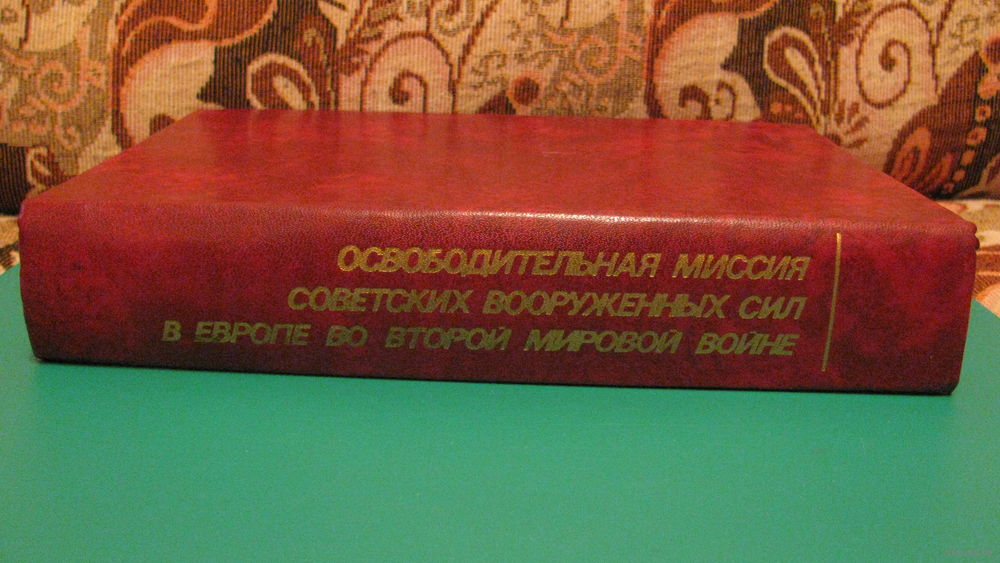 ОСВОБОДИТЕЛЬНАЯ МИССИЯ
СОВЕТСКИХ ВООРУЖЕННЫХ СИЛ
В ЕВРОПЕ ВО ВТОРОЙ МИРОВОЙ ВОЙНЕ